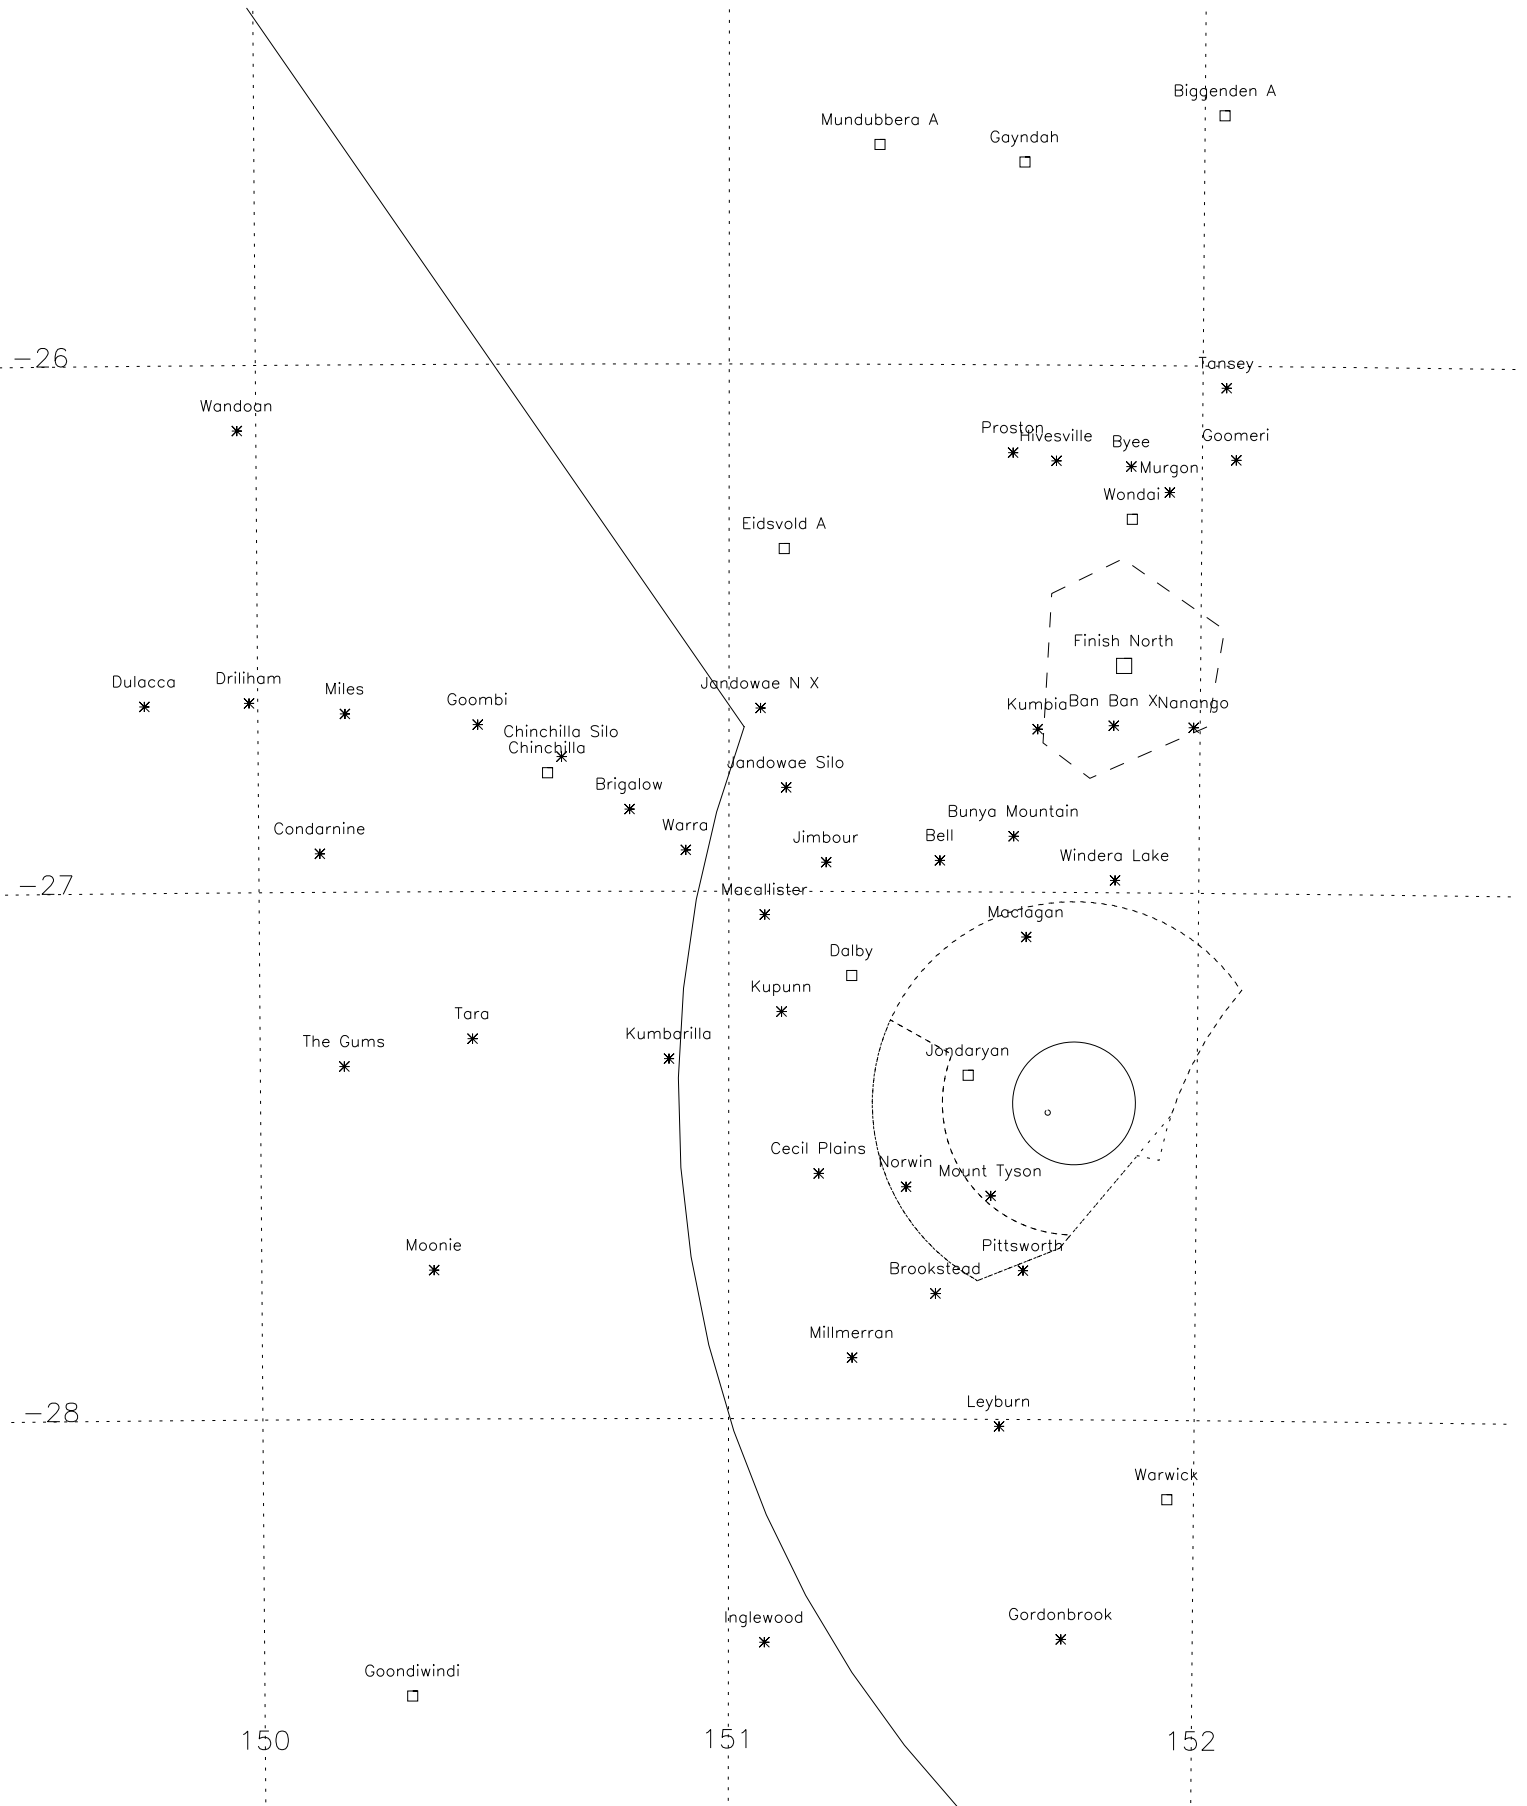 Biggenden A
Mundubbera A
Gayndah
-26
Tansey
Wandoan
Proston
Hivesville
Byee
Goomeri
Murgon
Wondai
Eidsvold A
Finish North
Dulacca
Driliham
Miles
Jandowae N X
Goombi
Kumbia
Ban Ban X
Nanango
Chinchilla Silo
Chinchilla
Jandowae Silo
Brigalow
Bunya Mountain
Warra
Condarnine
Jimbour
Bell
Windera Lake
-27
Macallister
Maclagan
Dalby
Kupunn
Tara
The Gums
Kumbarilla
Jondaryan
Cecil Plains
Norwin
Mount Tyson
Moonie
Pittsworth
Brookstead
Millmerran
Leyburn
-28
Warwick
Inglewood
Gordonbrook
Goondiwindi
150
151
152